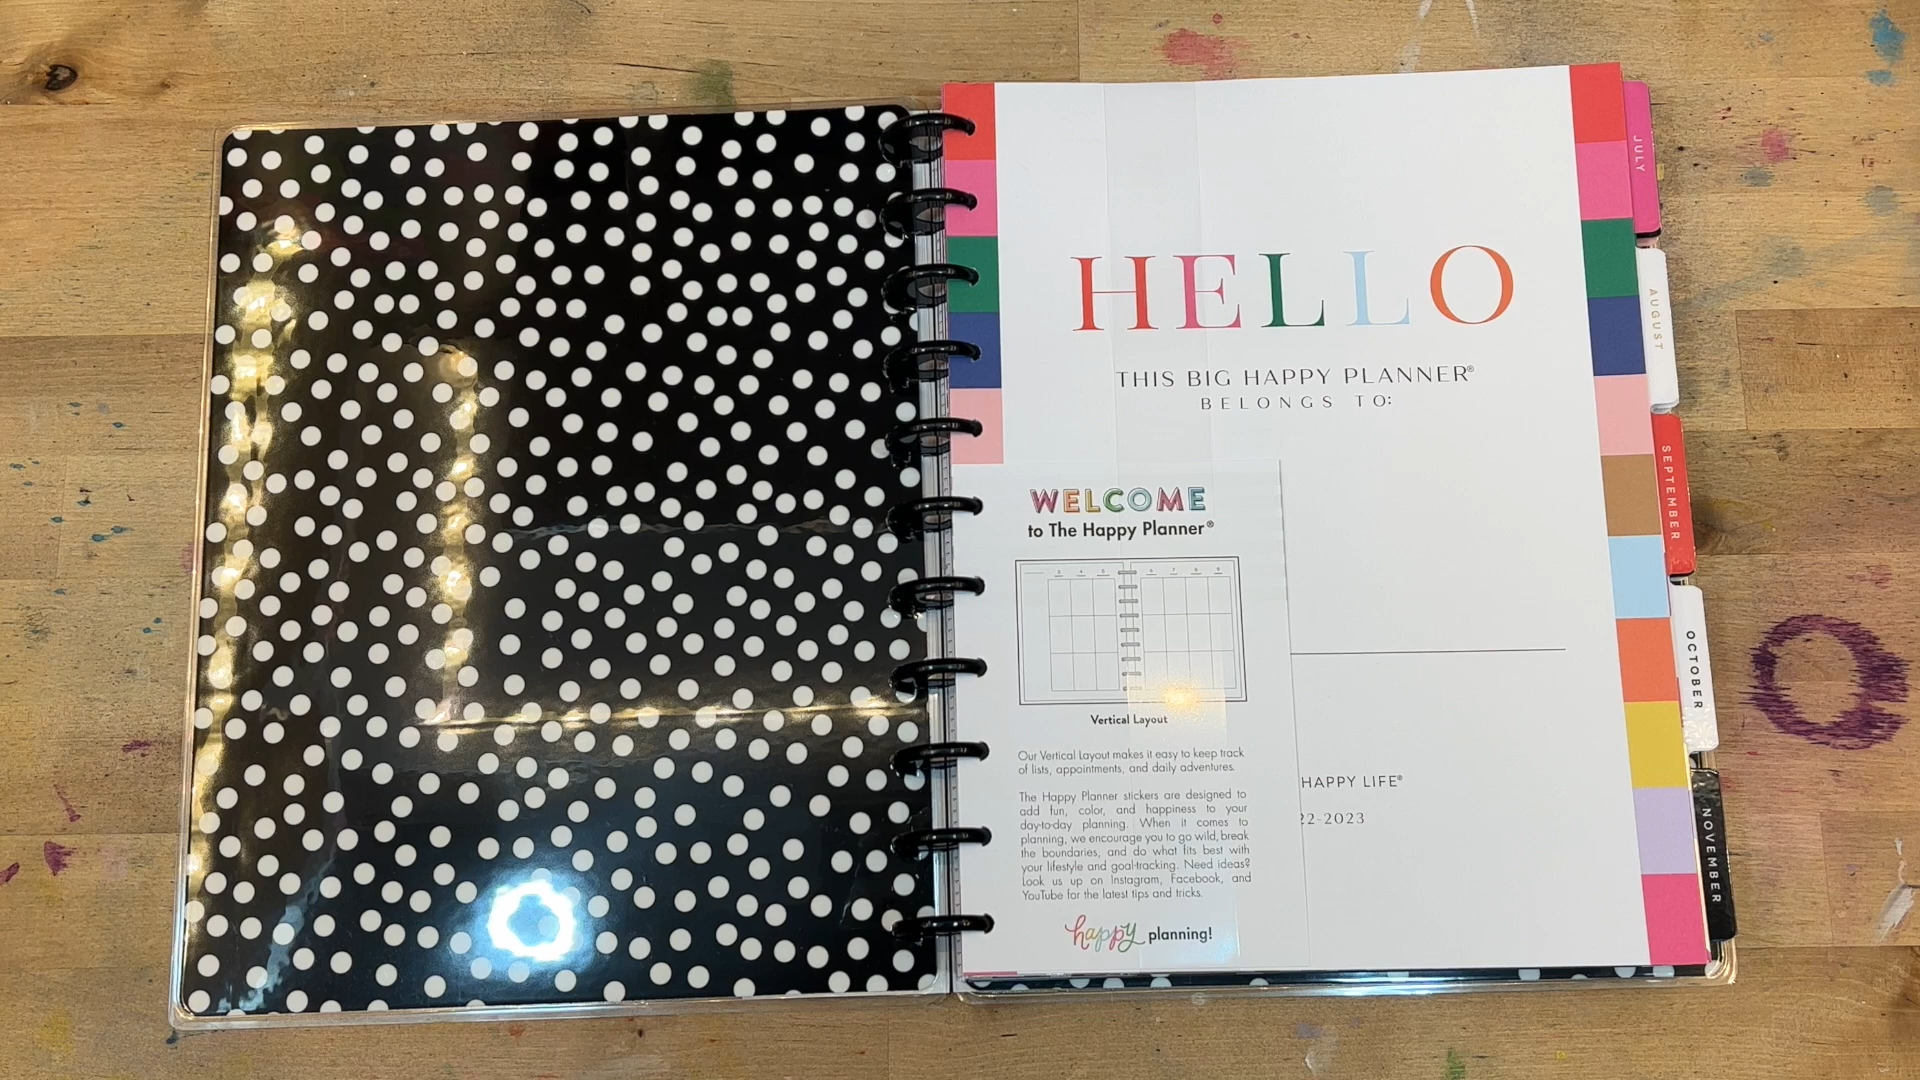 HELLO
THIS BIG HAPPY PLANNER®
BELONGS TO:
WELCOME
to The Happy Planner®
Vertical Layout
Our Vertical Layout makes it easy to keep track
of lists, appointments, and daily adventures.
The Happy Planner stickers are designed to
add fun, color, and happiness to your
day-to-day planning. When it comes to
planning, we encourage you to go wild, break
the boundaries, and do what fits best with
your lifestyle and goal-tracking. Need ideas?
Look us up on Instagram, Facebook, and
YouTube for the latest tips and tricks.
happy planning!
HAPPY LIFE®
22-2023
JULY
AUGUST
SEPTEMBER
OCTOBER
NOVEMBER